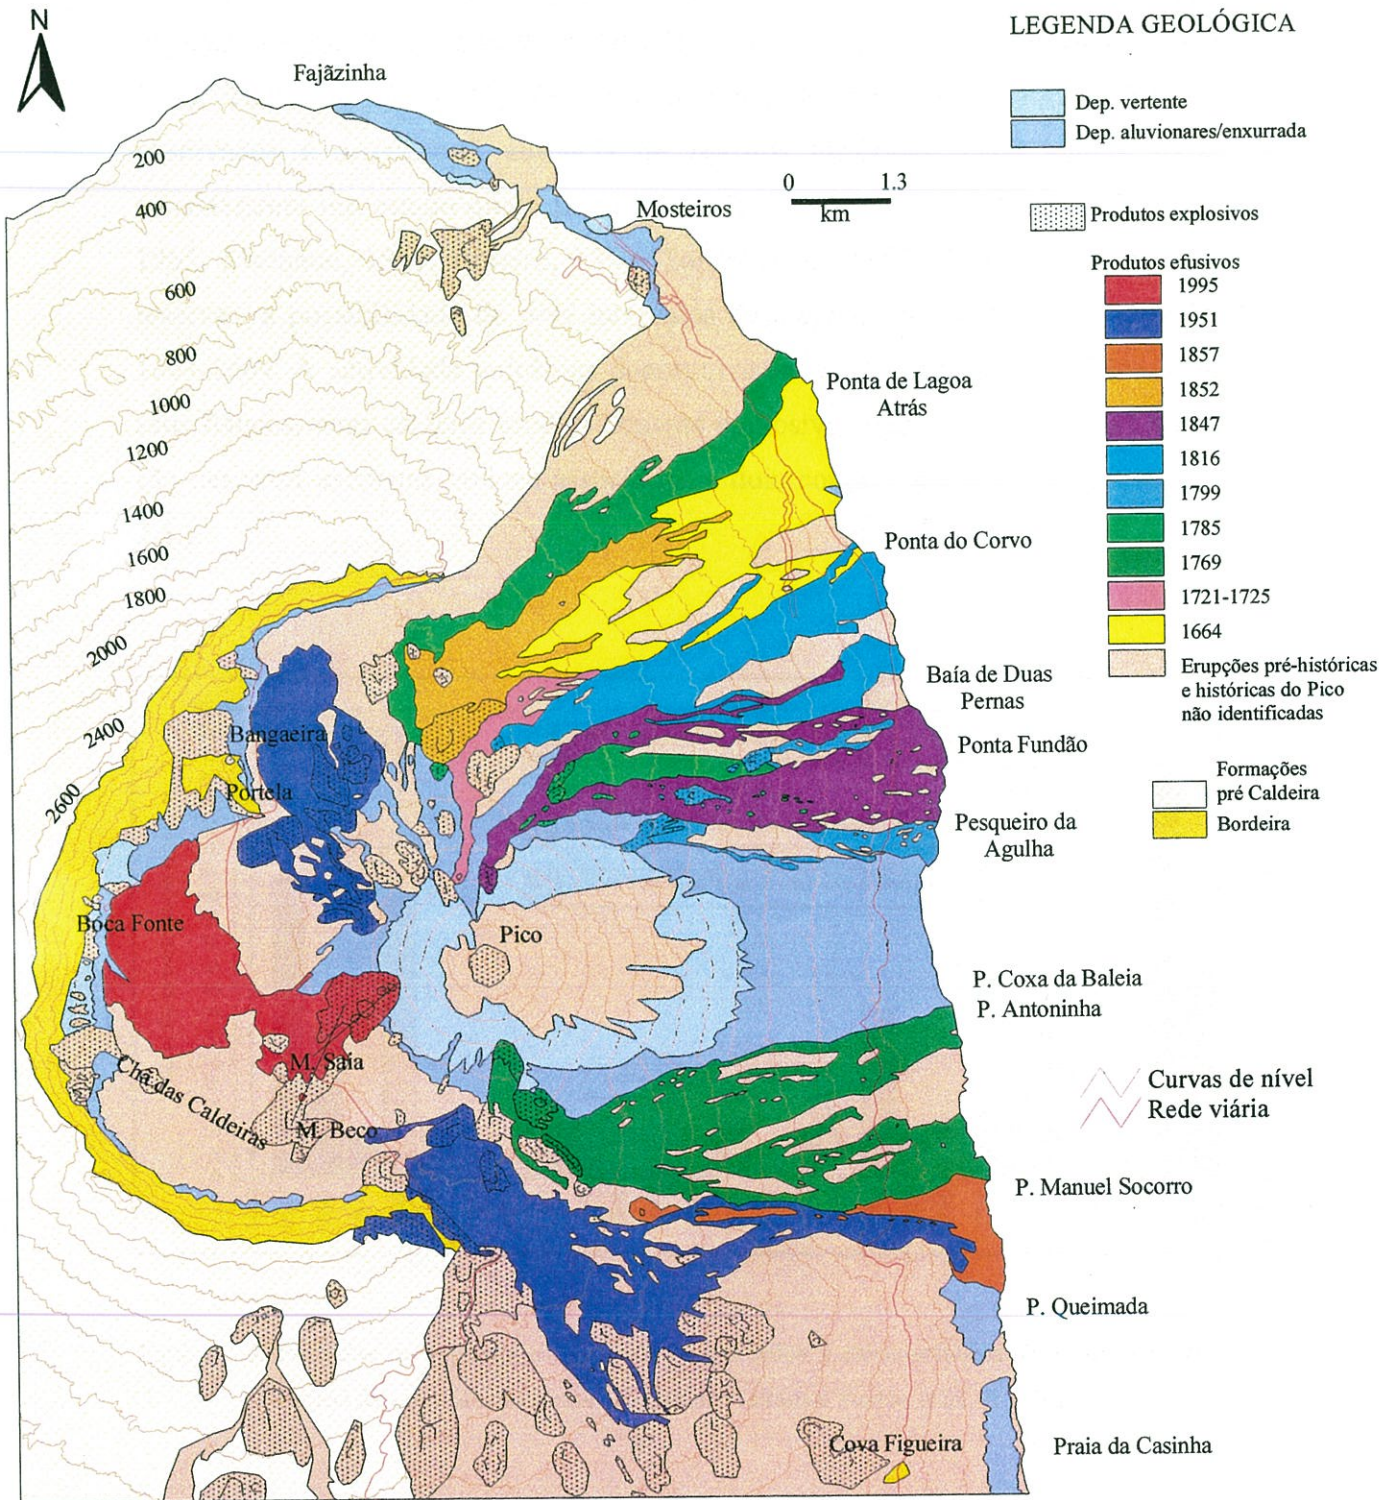 N
LEGENDA GEOLÓGICA
Fajãzinha
Dep. vertente
Dep. aluvionares/enxurrada
200
400
600
800
1000
1200
1400
1600
1800
2000
2400
2600
0 1.3
km
Mosteiros
Produtos explosivos
Produtos efusivos
1995
1951
1857
1852
1847
1816
1799
1785
1769
1721-1725
1664
Erupções pré-históricas
e históricas do Pico
não identificadas
Formações
pré Caldeira
Bordeira
Ponta de Lagoa
Atrás
Ponta do Corvo
Baía de Duas
Pernas
Ponta Fundão
Pesqueiro da
Agulha
Bangaeira
Portela
Boca Fonte
Pico
P. Coxa da Baleia
P. Antoninha
M. Saia
Chã das Caldeiras
M. Beco
Curvas de nível
Rede viária
P. Manuel Socorro
P. Queimada
Cova Figueira
Praia da Casinha